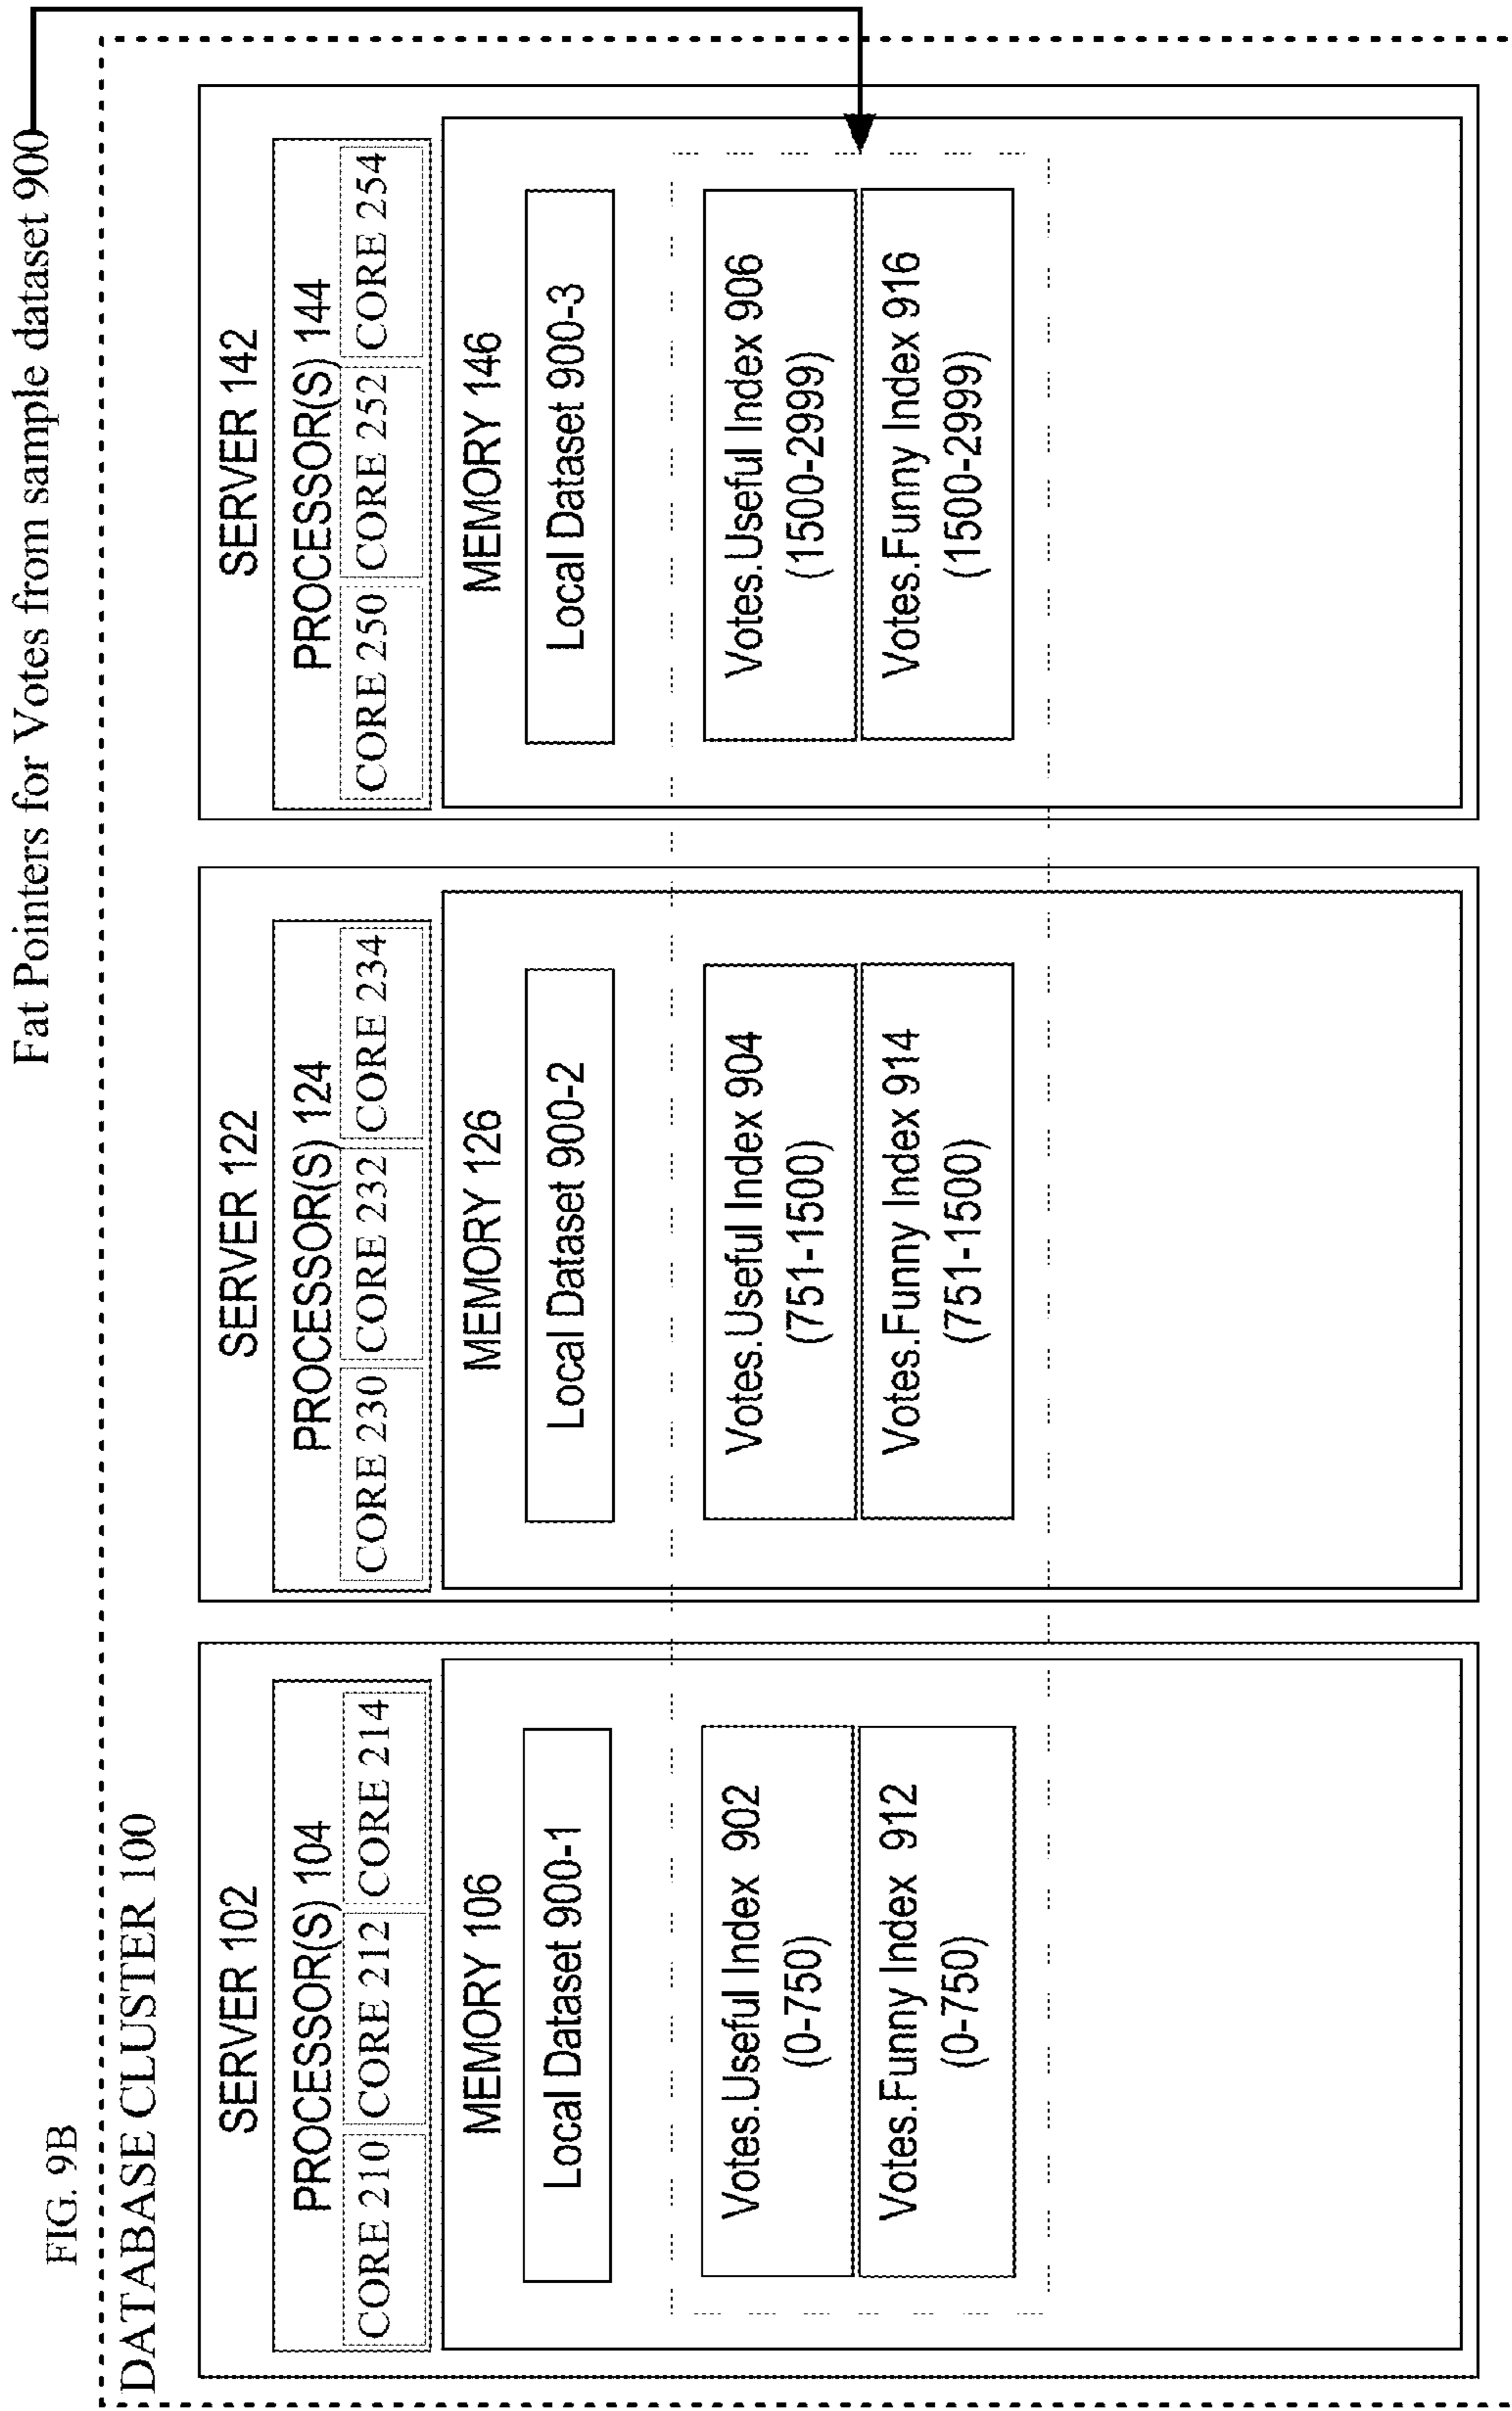 FIG. 9B
Fat Pointers for Votes from sample dataset 900
DATABASE CLUSTER 100
SERVER 102
PROCESSOR(S) 104
CORE 210
CORE 212
CORE 214
MEMORY 106
Local Dataset 900-1
Votes.Useful Index 902
(0-750)
Votes.Funny Index 912
(0-750)
SERVER 122
PROCESSOR(S) 124
CORE 230
CORE 232
CORE 234
MEMORY 126
Local Dataset 900-2
Votes.Useful Index 904
(751-1500)
Votes.Funny Index 914
(751-1500)
SERVER 142
PROCESSOR(S) 144
CORE 250
CORE 252
CORE 254
MEMORY 146
Local Dataset 900-3
Votes.Useful Index 906
(1500-2999)
Votes.Funny Index 916
(1500-2999)